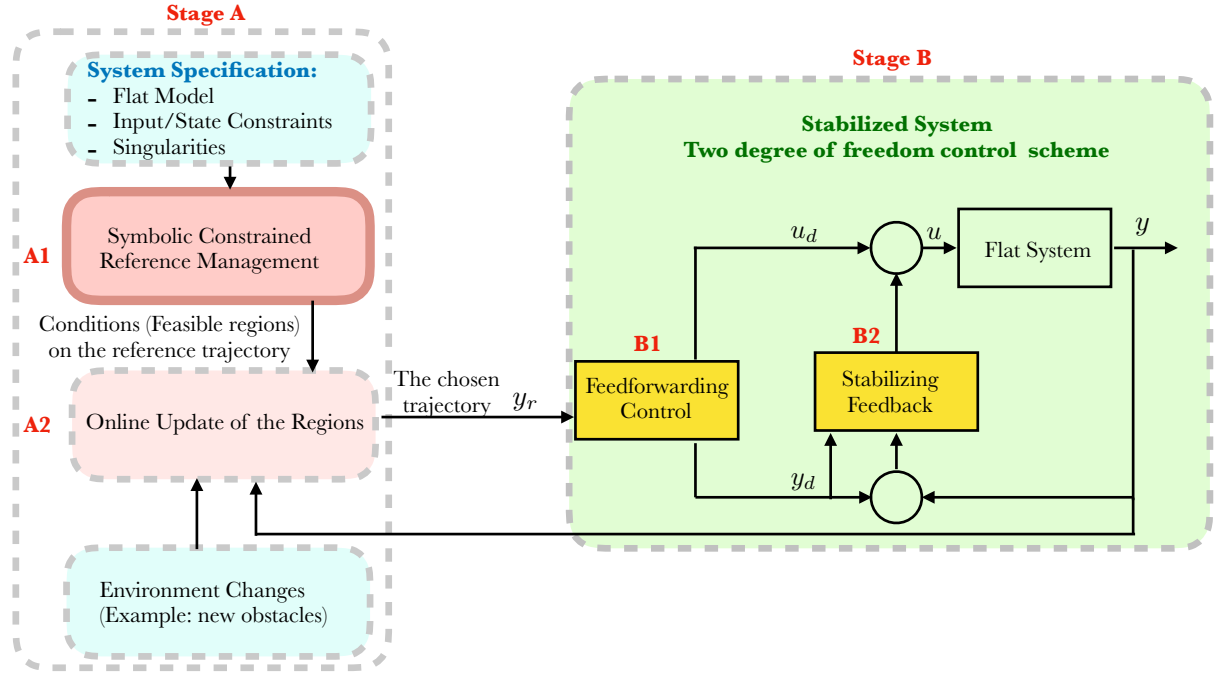 Stage A
System Specification:
- Flat Model
- Input/State Constraints
- Singularities
A1
Symbolic Constrained
Reference Management
Conditions (Feasible regions)
on the reference trajectory
A2
Online Update of the Regions
Environment Changes
(Example: new obstacles)
The chosen
trajectory y_r
Stage B
Stabilized System
Two degree of freedom control scheme
u_d
u
Flat System
y
B1
Feedforwarding
Control
B2
Stabilizing
Feedback
y_d